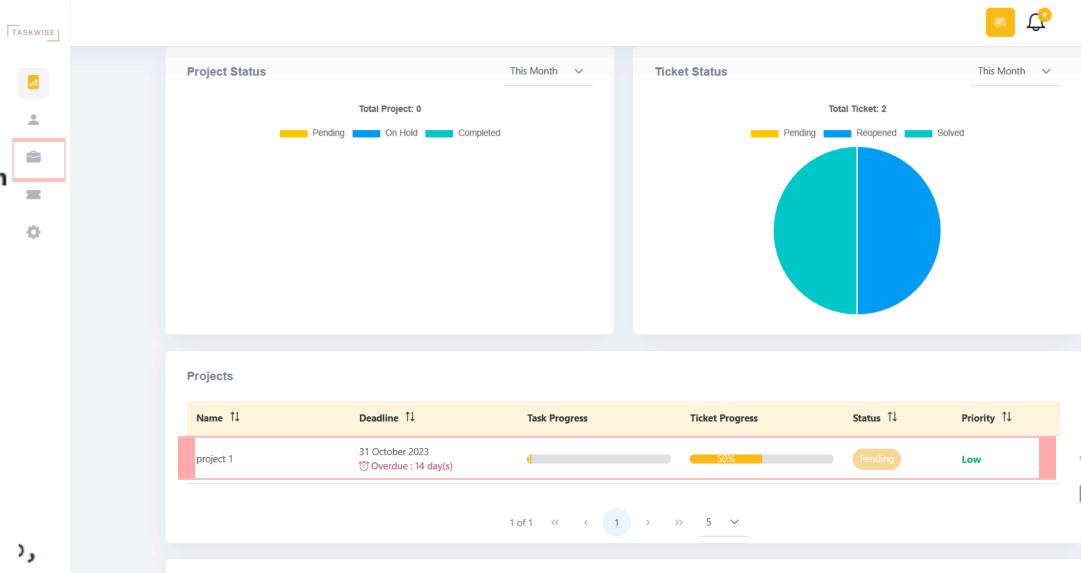 TASKWISE
9
Project Status
This Month
Total Project: 0
Pending
On Hold
Completed
Ticket Status
This Month
Total Ticket: 2
Pending
Reopened
Solved
Projects
Name
Deadline
Task Progress
Ticket Progress
Status
Priority
project 1
31 October 2023
Overdue : 14 day(s)
50%
Pending
Low
1 of 1
1
5